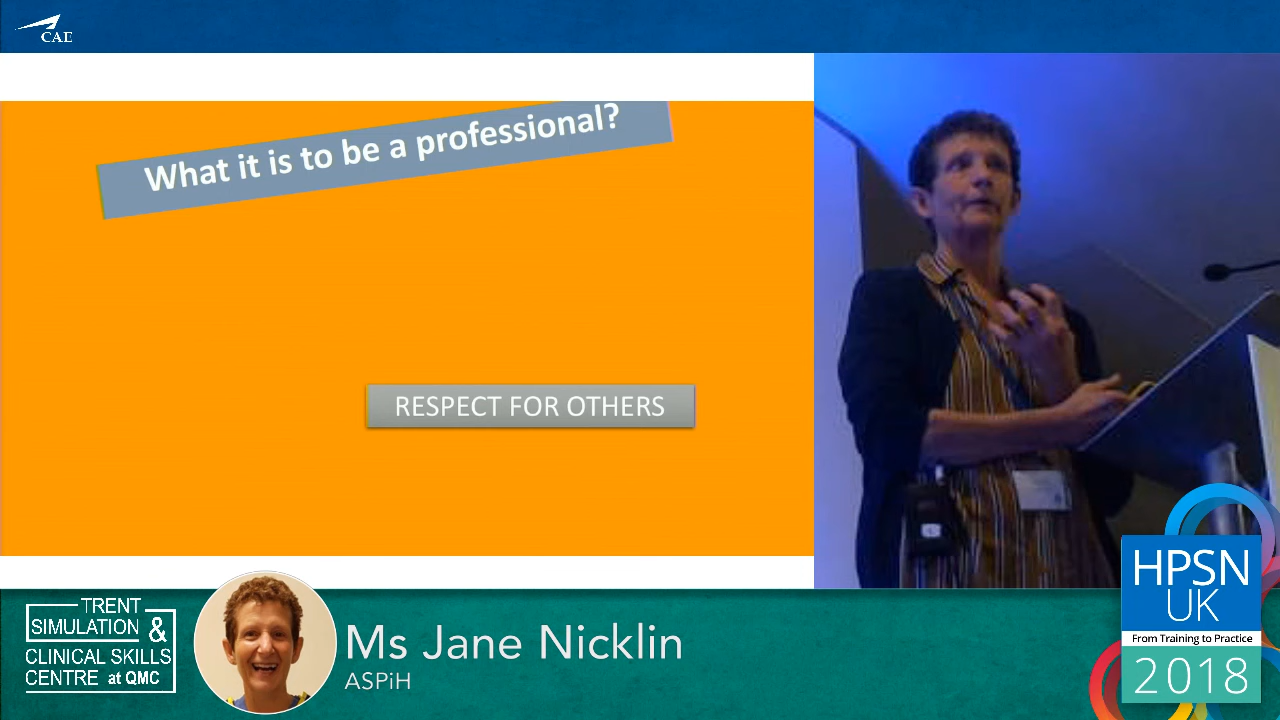 CAE
What it is to be a professional?
RESPECT FOR OTHERS
TRENT
SIMULATION &
CLINICAL SKILLS
CENTRE at QMC
Ms Jane Nicklin
ASPiH
HPSN
UK
From Training to Practice
2018